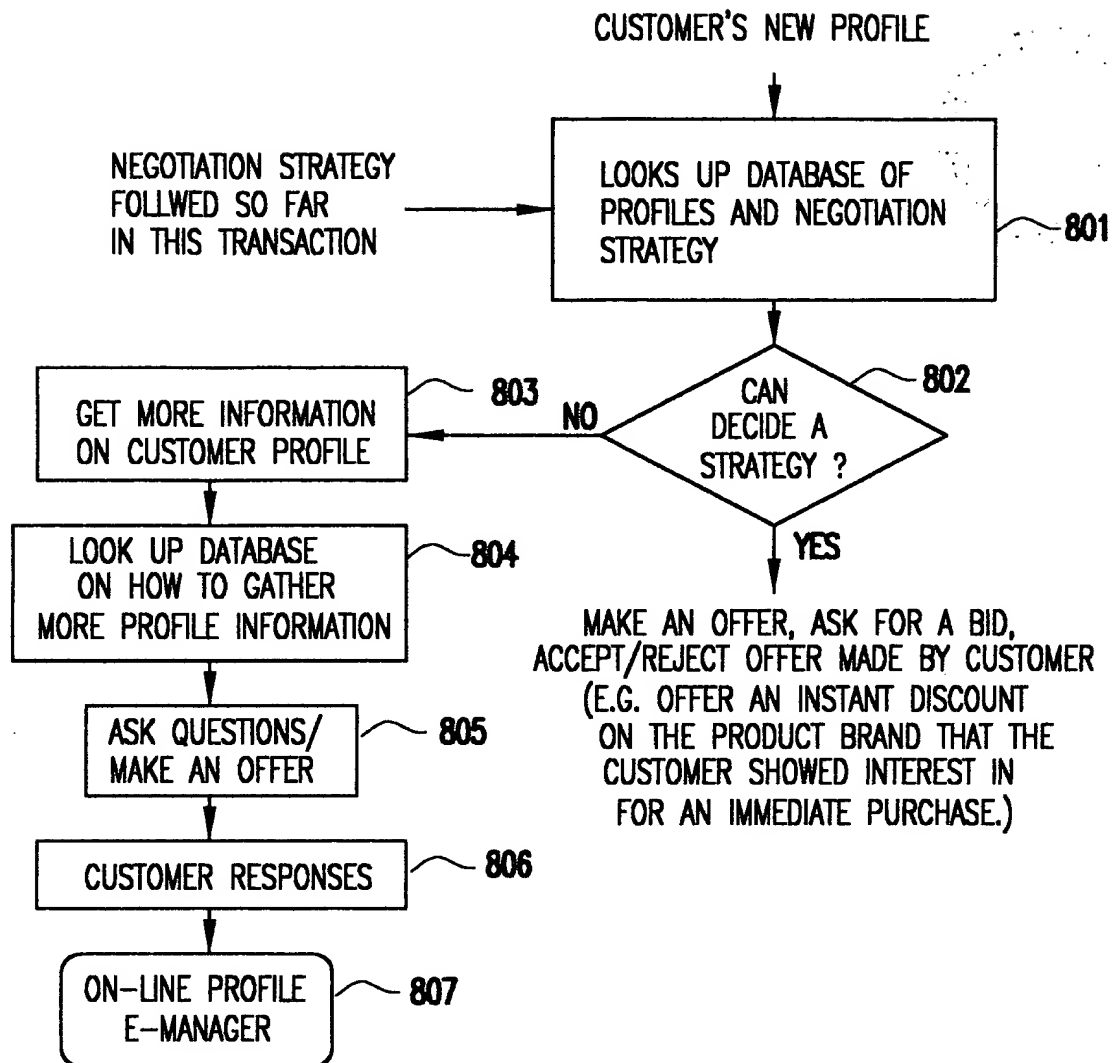 CUSTOMER'S NEW PROFILE
NEGOTIATION STRATEGY
FOLLWED SO FAR
IN THIS TRANSACTION
LOOKS UP DATABASE OF
PROFILES AND NEGOTIATION
STRATEGY
801
CAN
DECIDE A
STRATEGY ?
802
NO
YES
803
GET MORE INFORMATION
ON CUSTOMER PROFILE
LOOK UP DATABASE
ON HOW TO GATHER
MORE PROFILE INFORMATION
804
MAKE AN OFFER, ASK FOR A BID,
ACCEPT/REJECT OFFER MADE BY CUSTOMER
(E.G. OFFER AN INSTANT DISCOUNT
ON THE PRODUCT BRAND THAT THE
CUSTOMER SHOWED INTEREST IN
FOR AN IMMEDIATE PURCHASE.)
ASK QUESTIONS/
MAKE AN OFFER
805
CUSTOMER RESPONSES
806
ON-LINE PROFILE
E-MANAGER
807